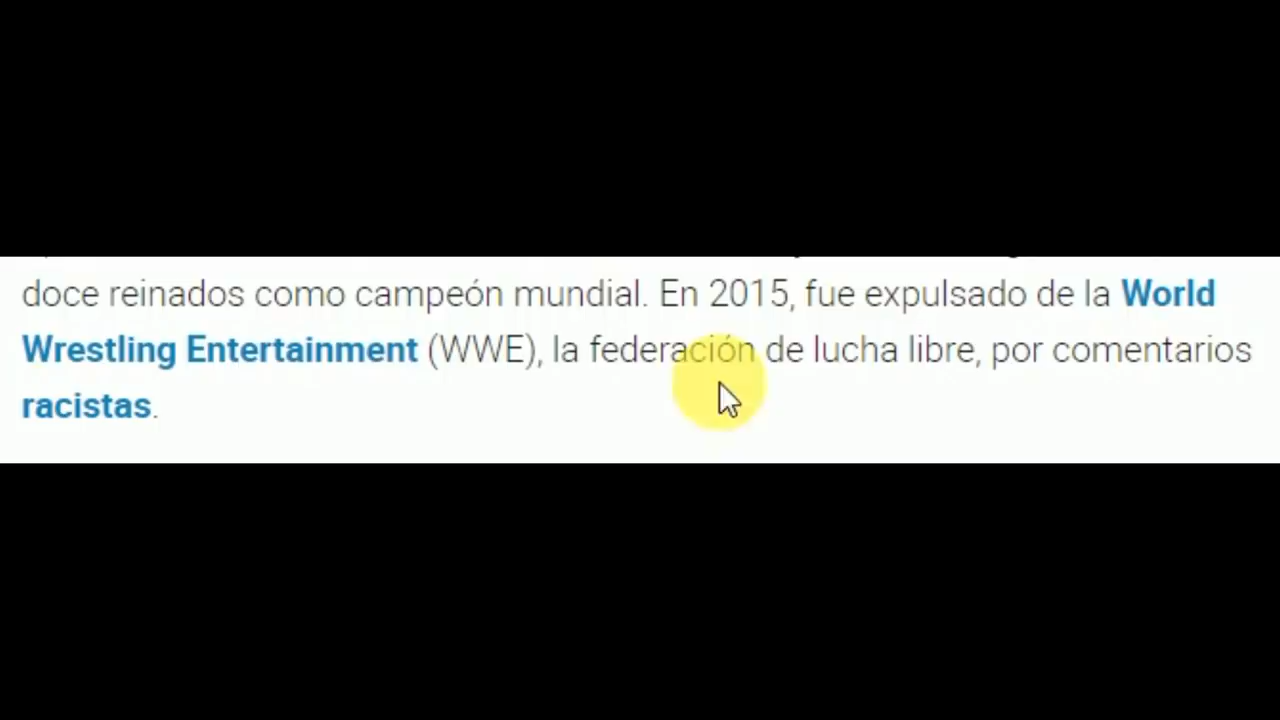 doce reinados como campeón mundial. En 2015, fue expulsado de la World
Wrestling Entertainment (WWE), la federación de lucha libre, por comentarios
racistas.